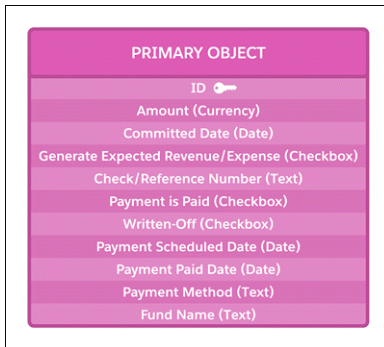 PRIMARY OBJECT
ID
Amount (Currency)
Committed Date (Date)
Generate Expected Revenue/Expense (Checkbox)
Check/Reference Number (Text)
Payment is Paid (Checkbox)
Written-Off (Checkbox)
Payment Scheduled Date (Date)
Payment Paid Date (Date)
Payment Method (Text)
Fund Name (Text)